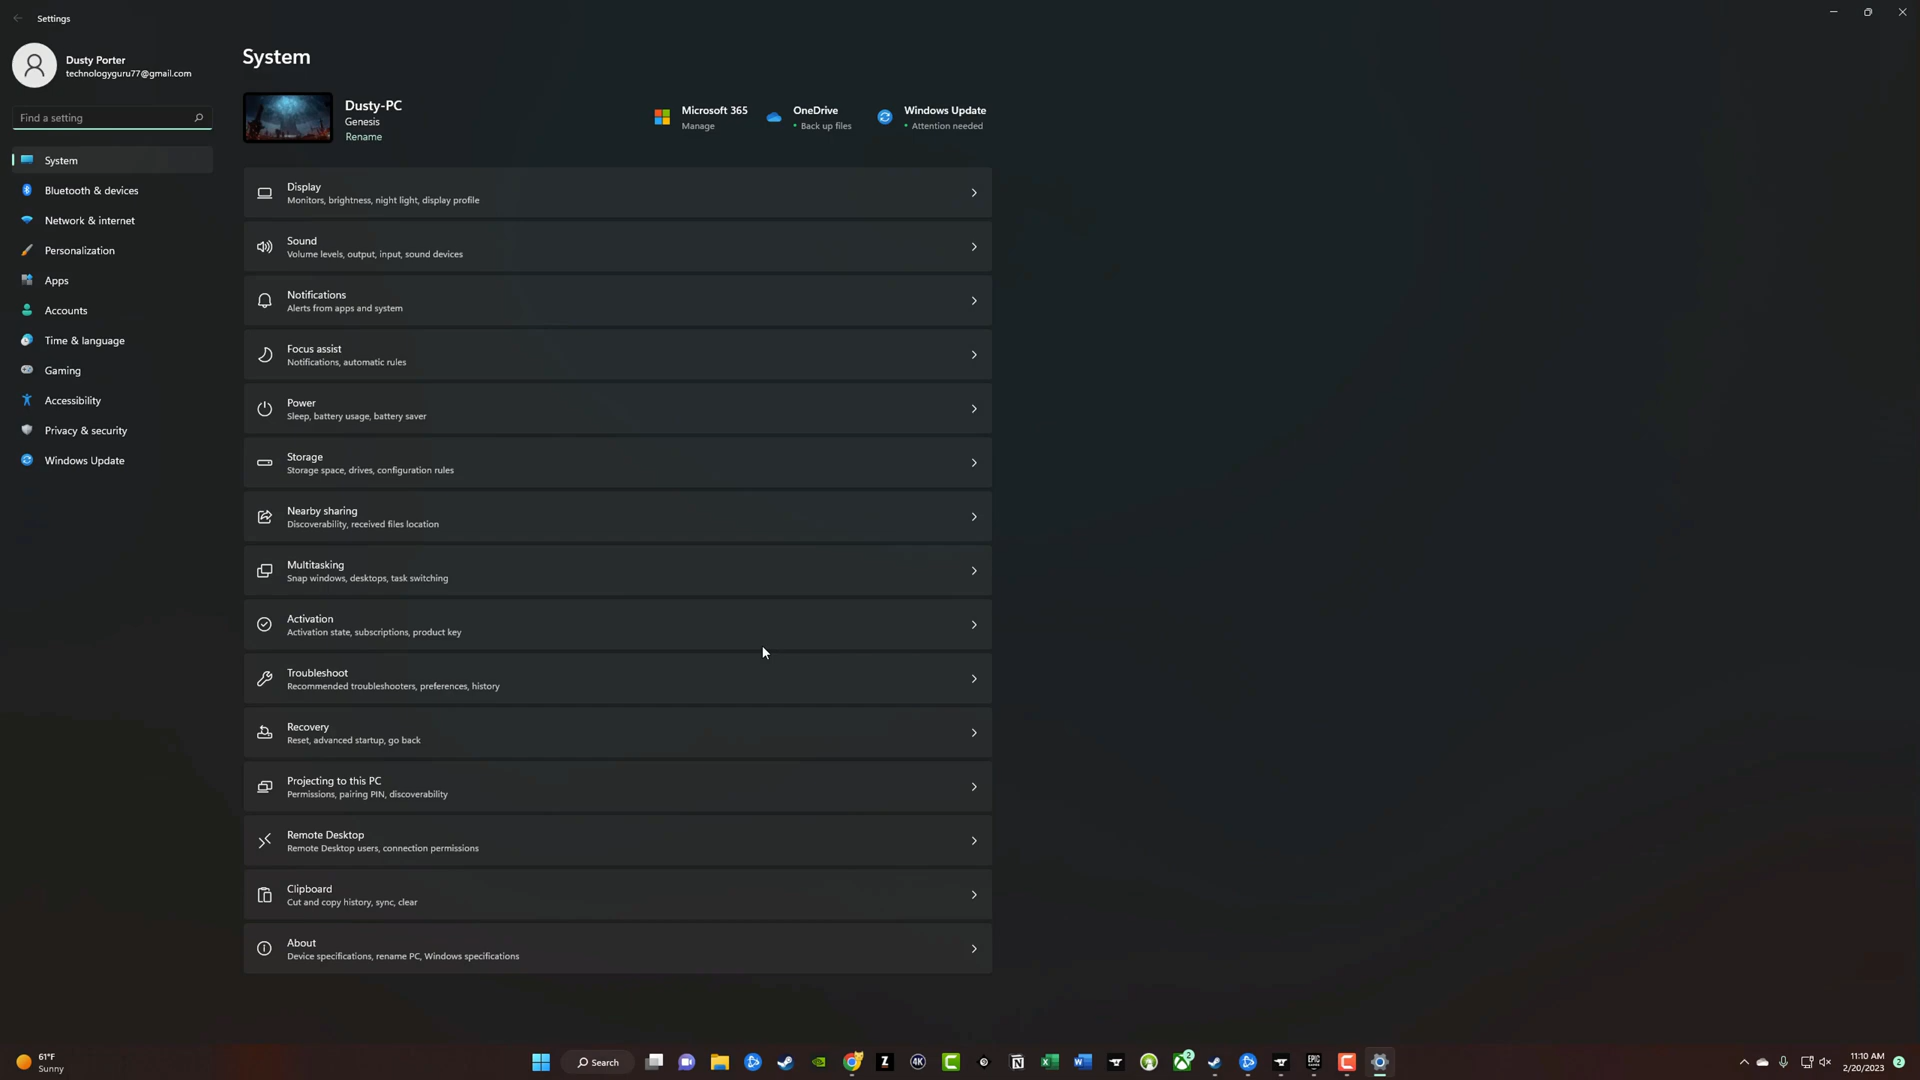 Settings
Dusty Porter
technologyguru77@gmail.com
Find a setting
System
Bluetooth & devices
Network & internet
Personalization
Apps
Accounts
Time & language
Gaming
Accessibility
Privacy & security
Windows Update
System
Dusty-PC
Genesis
Rename
Microsoft 365
Manage
OneDrive
• Back up files
Windows Update
• Attention needed
Display
Monitors, brightness, night light, display profile
Sound
Volume levels, output, input, sound devices
Notifications
Alerts from apps and system
Focus assist
Notifications, automatic rules
Power
Sleep, battery usage, battery saver
Storage
Storage space, drives, configuration rules
Nearby sharing
Discoverability, received files location
Multitasking
Snap windows, desktops, task switching
Activation
Activation state, subscriptions, product key
Troubleshoot
Recommended troubleshooters, preferences, history
Recovery
Reset, advanced startup, go back
Projecting to this PC
Permissions, pairing PIN, discoverability
Remote Desktop
Remote Desktop users, connection permissions
Clipboard
Cut and copy history, sync, clear
About
Device specifications, rename PC, Windows specifications
61°F
Sunny
Search
Z
4K
2
EPIC
11:10 AM
2/20/2023
2